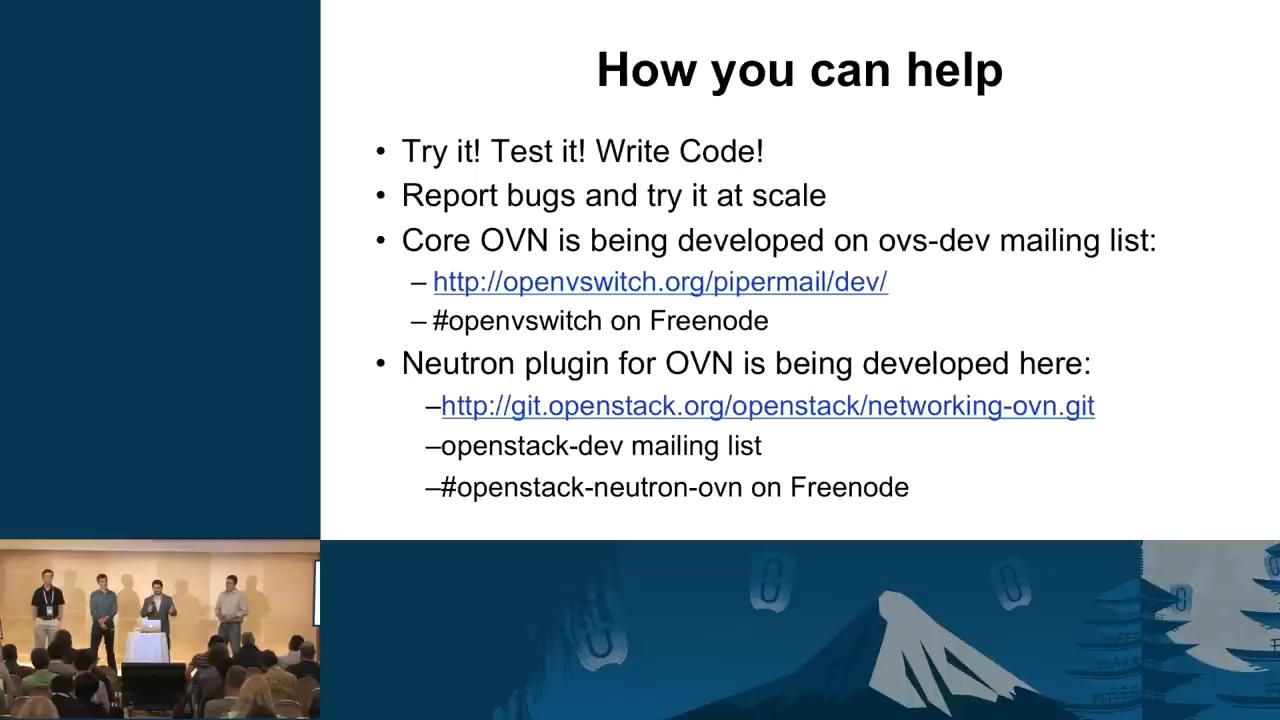 How you can help
• Try it! Test it! Write Code!
• Report bugs and try it at scale
• Core OVN is being developed on ovs-dev mailing list:
– http://openvswitch.org/pipermail/dev/
– #openvswitch on Freenode
• Neutron plugin for OVN is being developed here:
–http://git.openstack.org/openstack/networking-ovn.git
–openstack-dev mailing list
–#openstack-neutron-ovn on Freenode